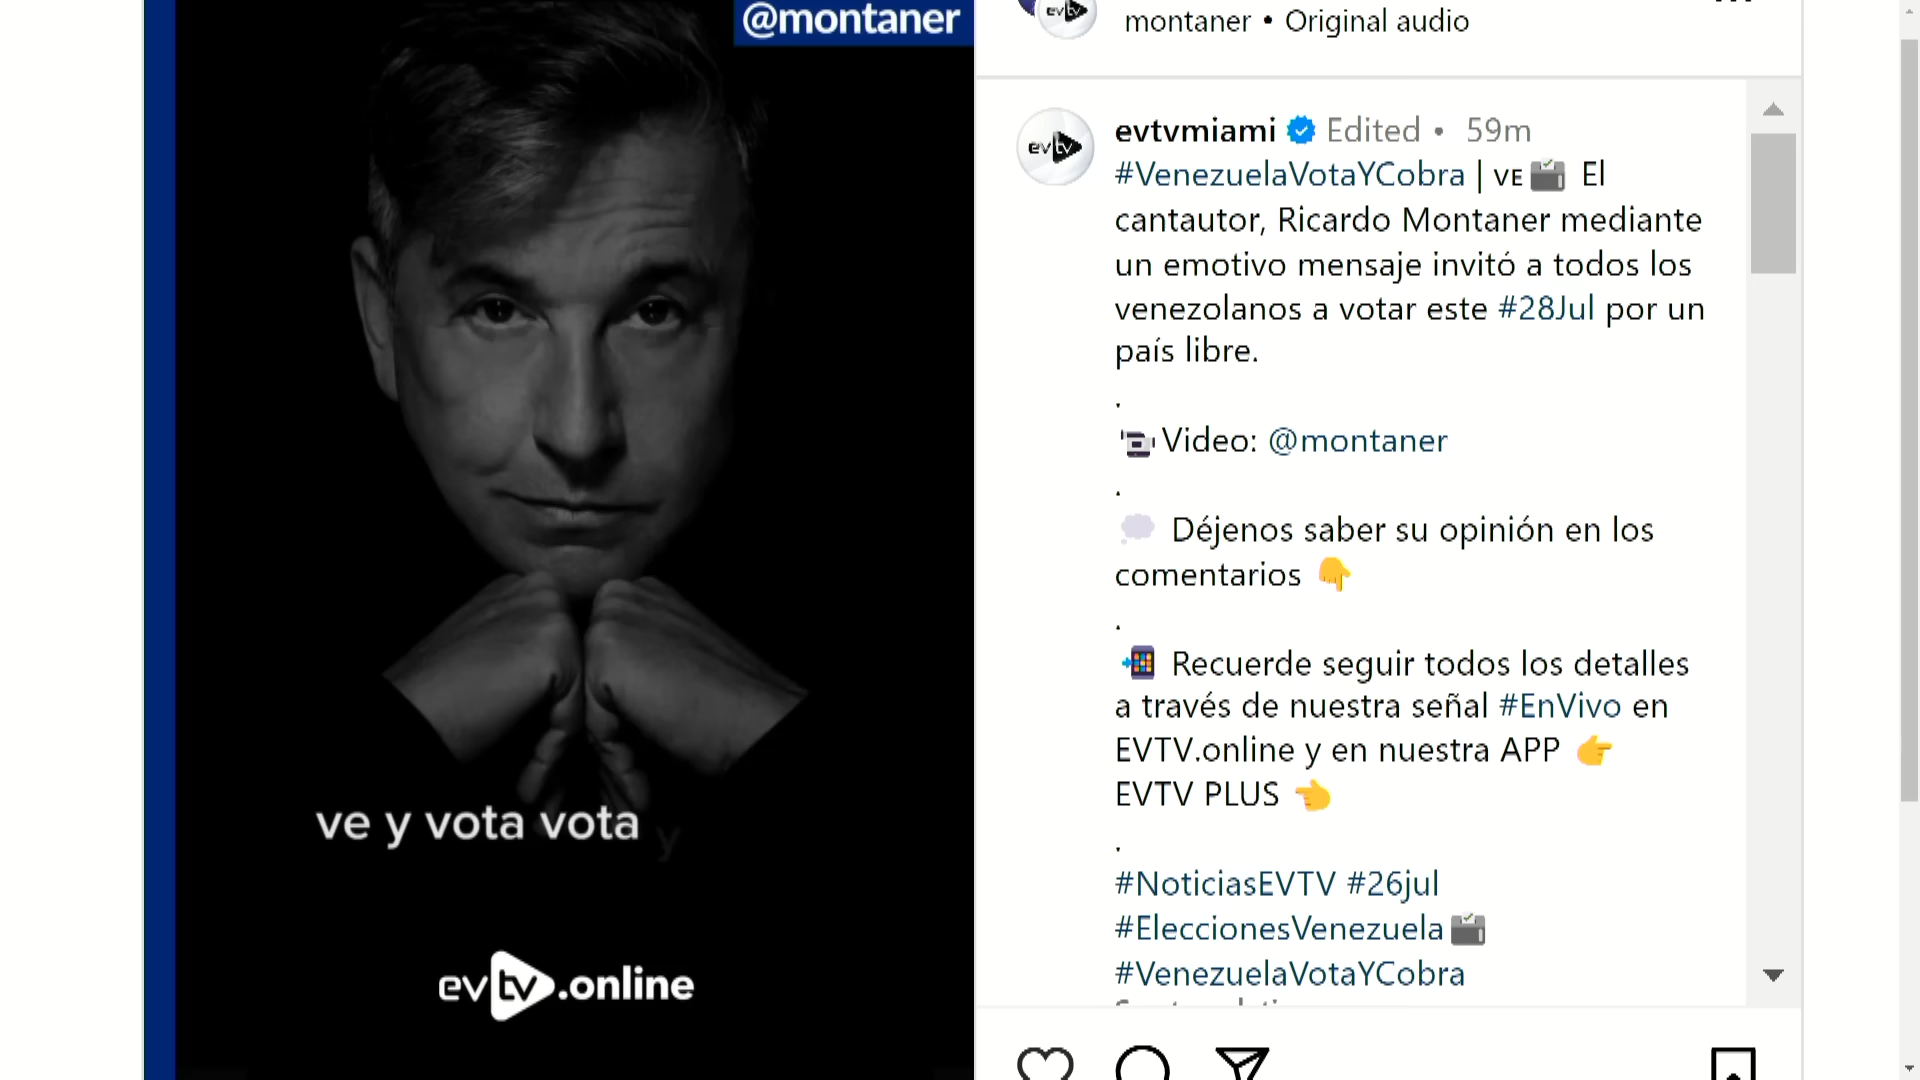 @montaner
ve y vota vota y
evtv.online
evtv
montaner • Original audio
evtv
evtvmiami Edited • 59m
#VenezuelaVotaYCobra | VE El
cantautor, Ricardo Montaner mediante
un emotivo mensaje invitó a todos los
venezolanos a votar este #28Jul por un
país libre.
.
Video: @montaner
.
Déjenos saber su opinión en los
comentarios
.
Recuerde seguir todos los detalles
a través de nuestra señal #EnVivo en
EVTV.online y en nuestra APP
EVTV PLUS
.
#NoticiasEVTV #26jul
#EleccionesVenezuela
#VenezuelaVotaYCobra